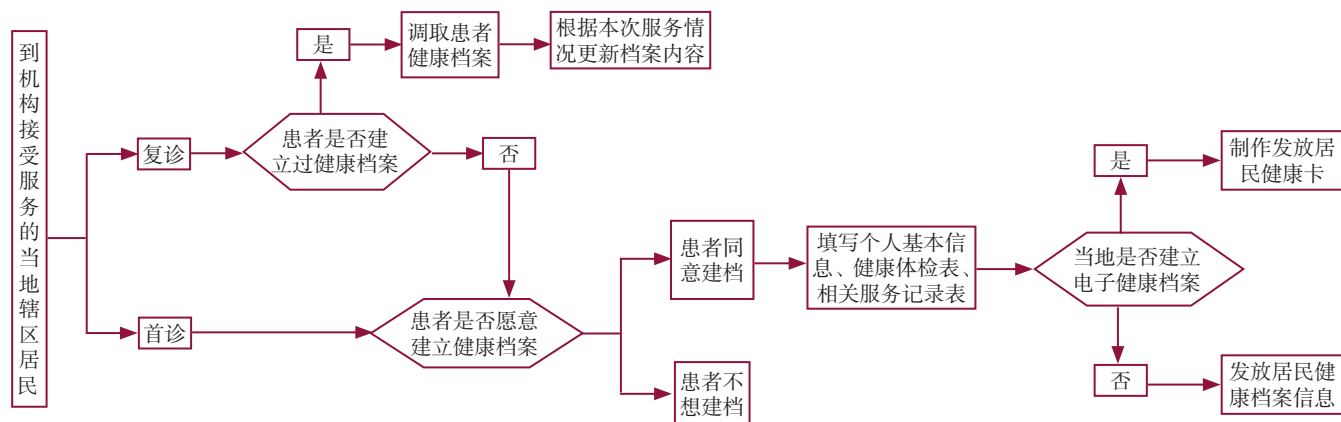 到机构接受服务的当地辖区居民
复诊
首诊
患者是否建
立过健康档案
是
调取患者
健康档案
根据本次服务情
况更新档案内容
否
患者是否愿意
建立健康档案
患者同
意建档
患者不
想建档
填写个人基本信
息、健康体检表、
相关服务记录表
当地是否建立
电子健康档案
是
制作发放居
民健康卡
否
发放居民健
康档案信息